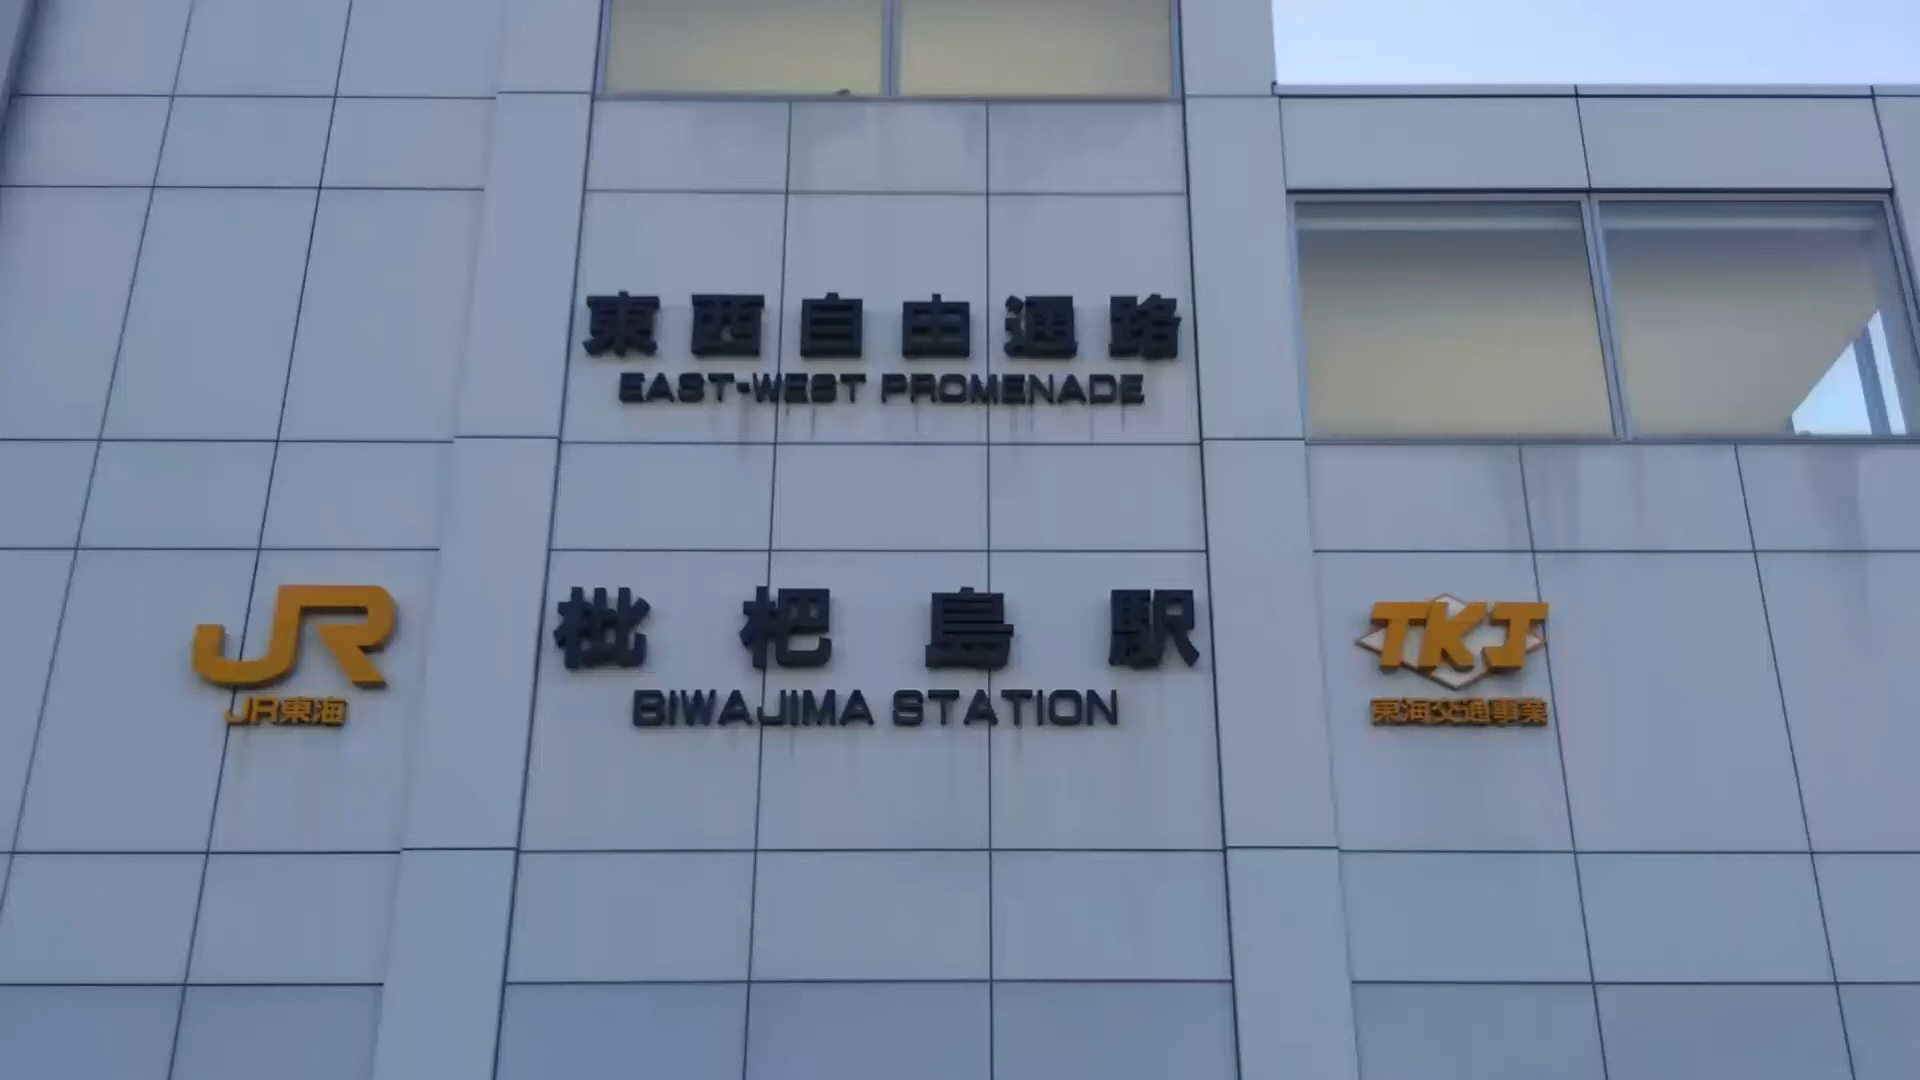 東西自由通路
EAST-WEST PROMENADE
JR
JR東海
枇杷島駅
BIWAJIMA STATION
TKJ
東海交通事業